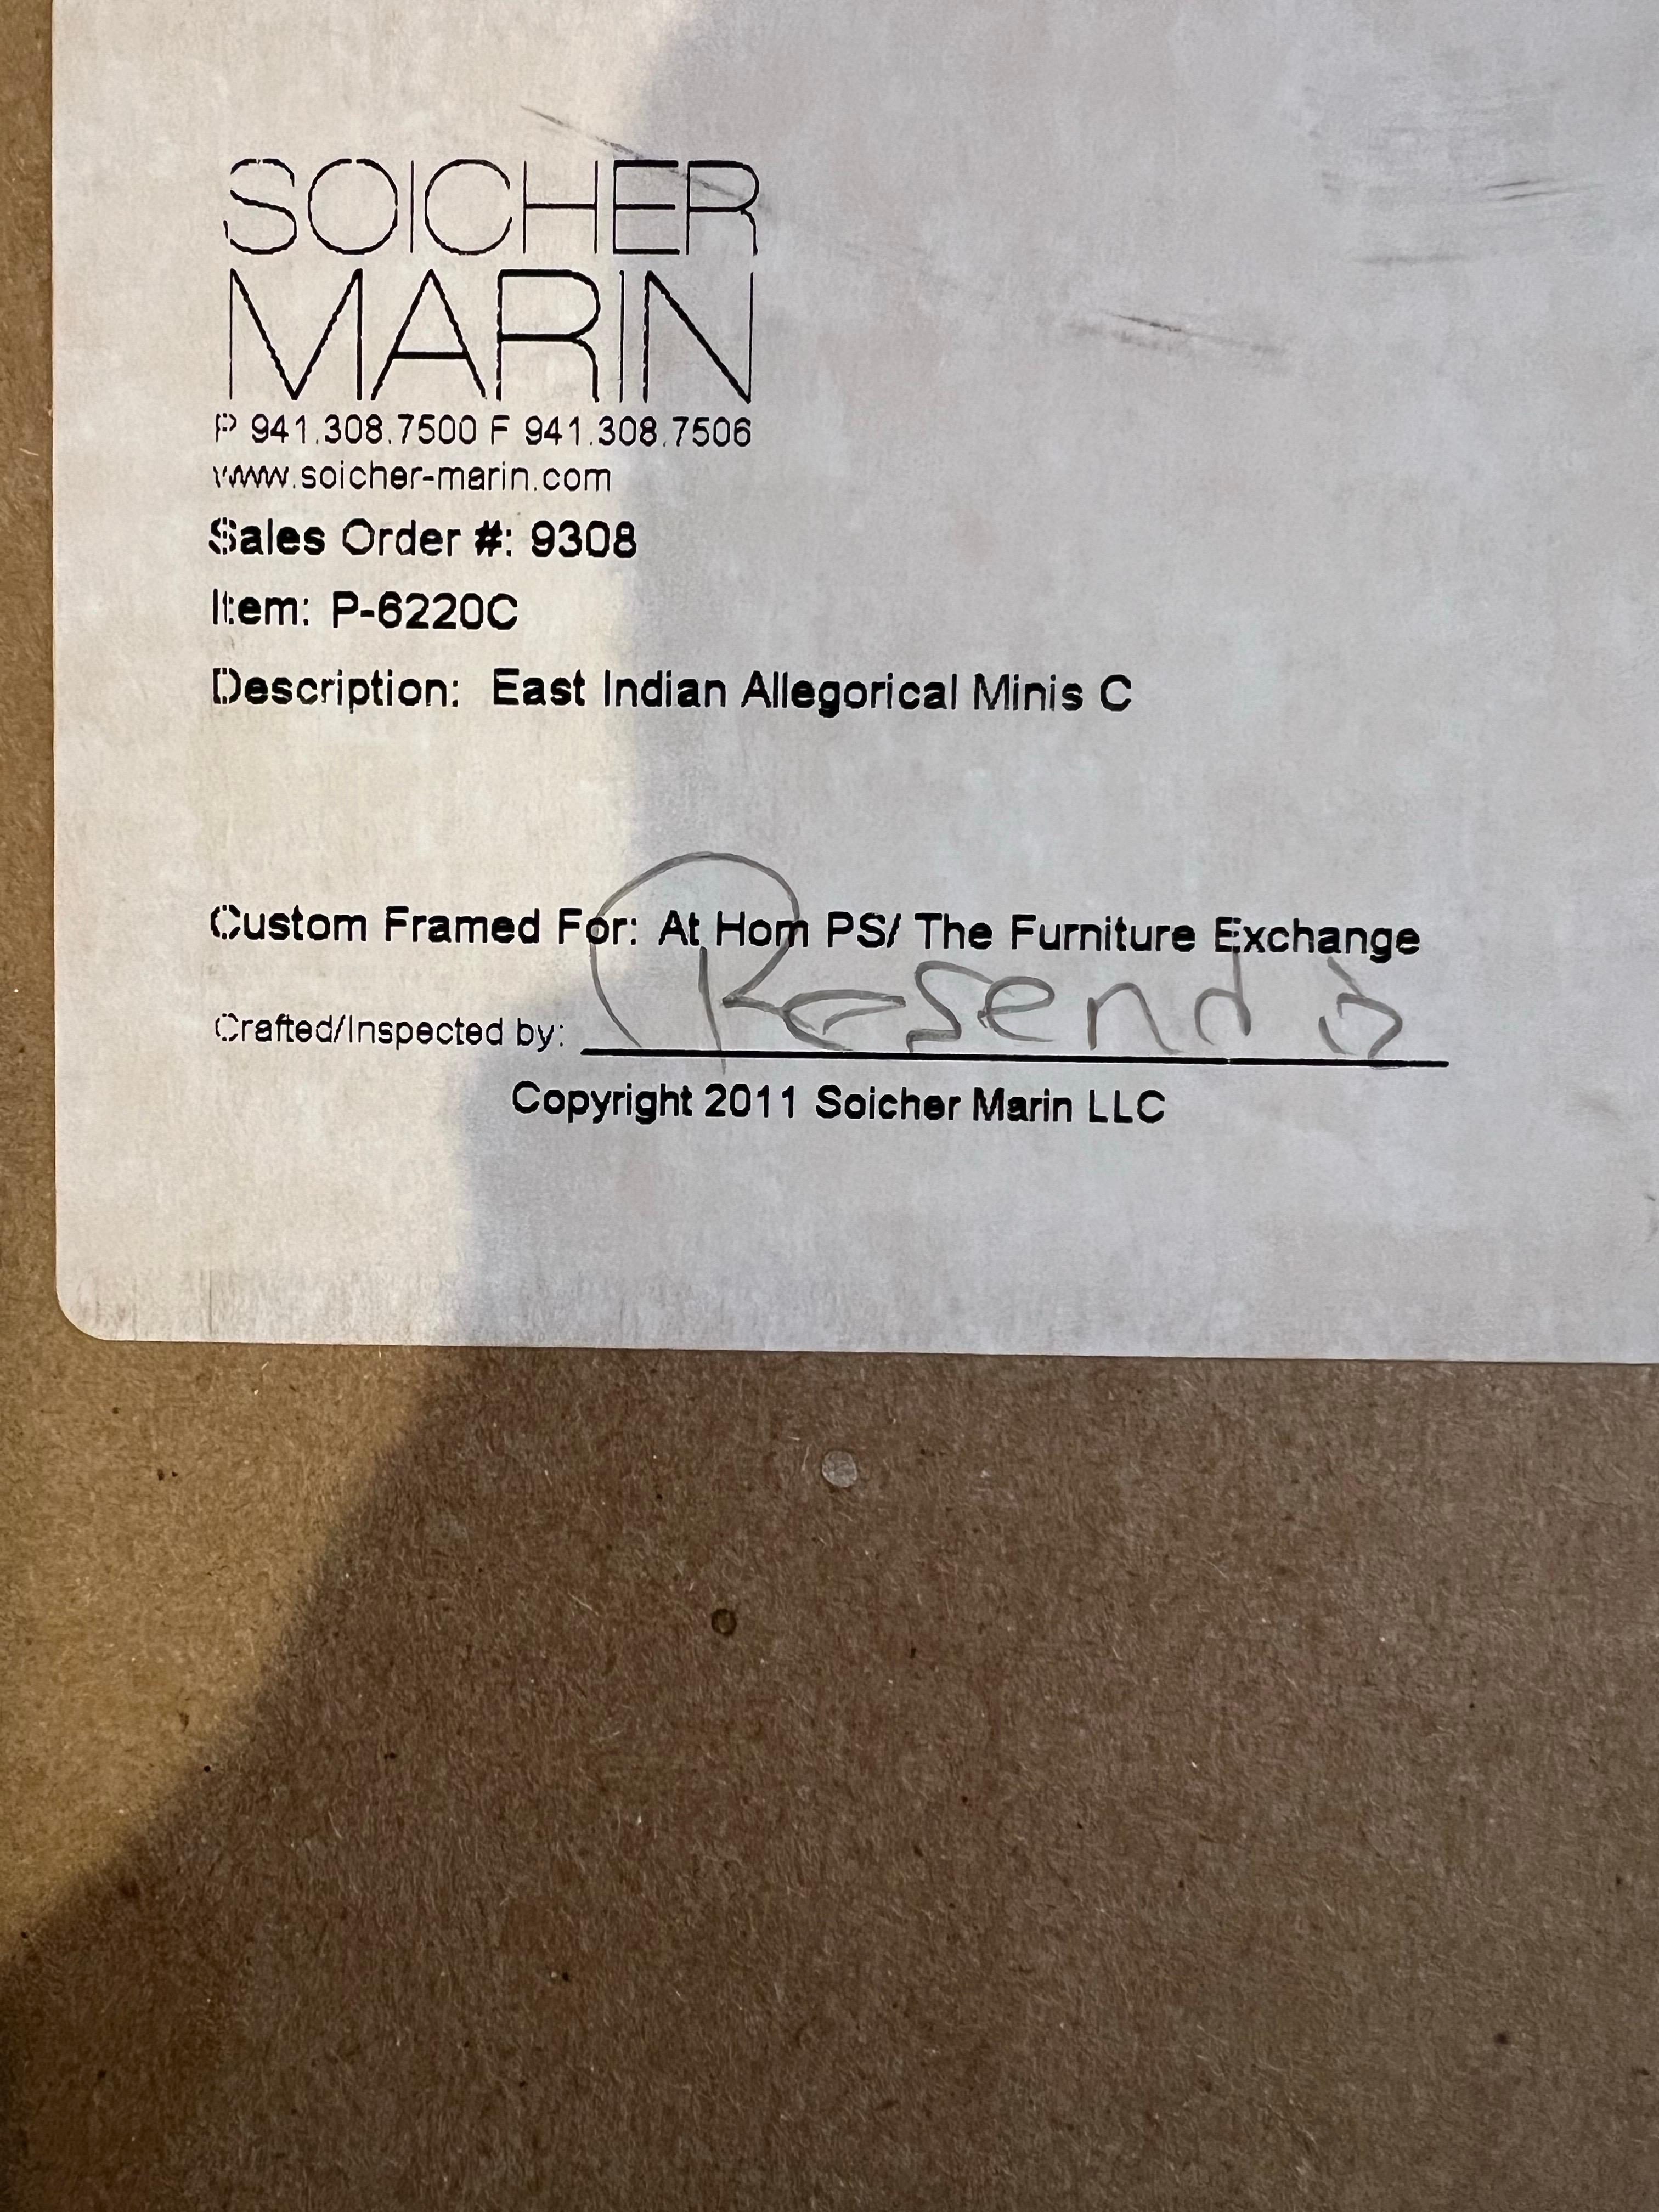 SOICHER
MARIN
P 941.308.7500 F 941.308.7506
www.soicher-marin.com
Sales Order #: 9308
Item: P-6220C
Description: East Indian Allegorical Minis C
Custom Framed For: At Hom PS/ The Furniture Exchange
Crafted/Inspected by: Rosendo
Copyright 2011 Soicher Marin LLC